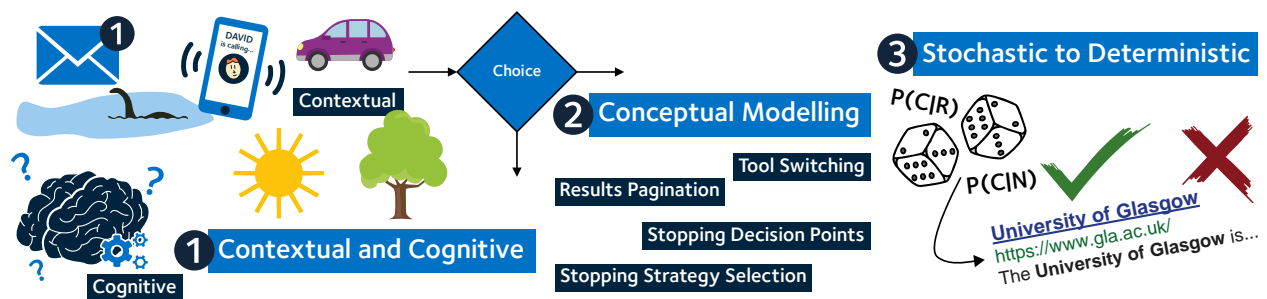 1
DAVID
is calling...
Contextual
Cognitive
1 Contextual and Cognitive
Choice
2 Conceptual Modelling
Tool Switching
Results Pagination
Stopping Decision Points
Stopping Strategy Selection
3 Stochastic to Deterministic
P(C|R)
P(C|N)
University of Glasgow
https://www.gla.ac.uk/
The University of Glasgow is...
?
?
?